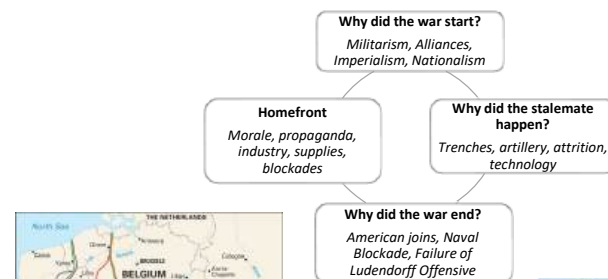 Why did the war start?
Militarism, Alliances,
Imperialism, Nationalism
Homefront
Morale, propaganda,
industry, supplies,
blockades
Why did the stalemate
happen?
Trenches, artillery, attrition,
technology
Why did the war end?
American joins, Naval
Blockade, Failure of
Ludendorff Offensive
North Sea
THE NETHERLANDS
BELGIUM